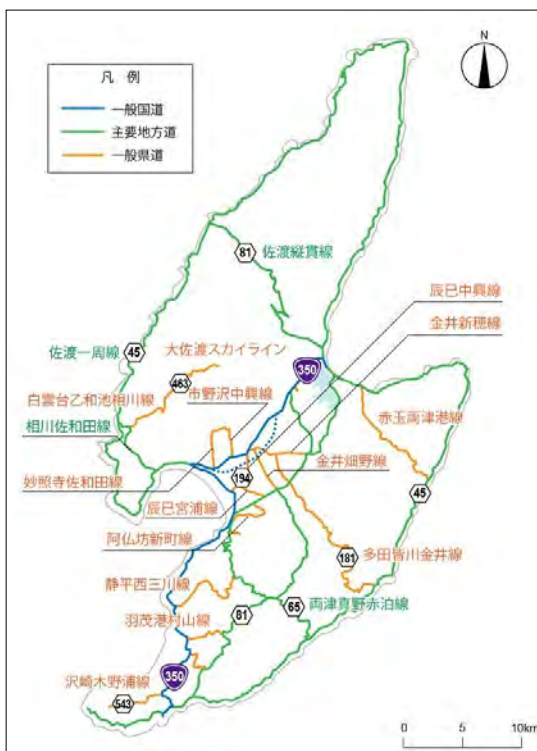 N
凡 例
一般国道
主要地方道
一般県道
81
佐渡縦貫線
辰巳中興線
金井新穂線
佐渡一周線
45
大佐渡スカイライン
350
463
市野沢中興線
白雲台乙和池相川線
赤玉両津港線
相川佐和田線
金井畑野線
妙照寺佐和田線
194
45
辰巳宮浦線
阿仏坊新町線
181
多田皆川金井線
静平西三川線
81
65
両津真野赤泊線
羽茂港村山線
350
沢崎木野浦線
543
0 5 10km